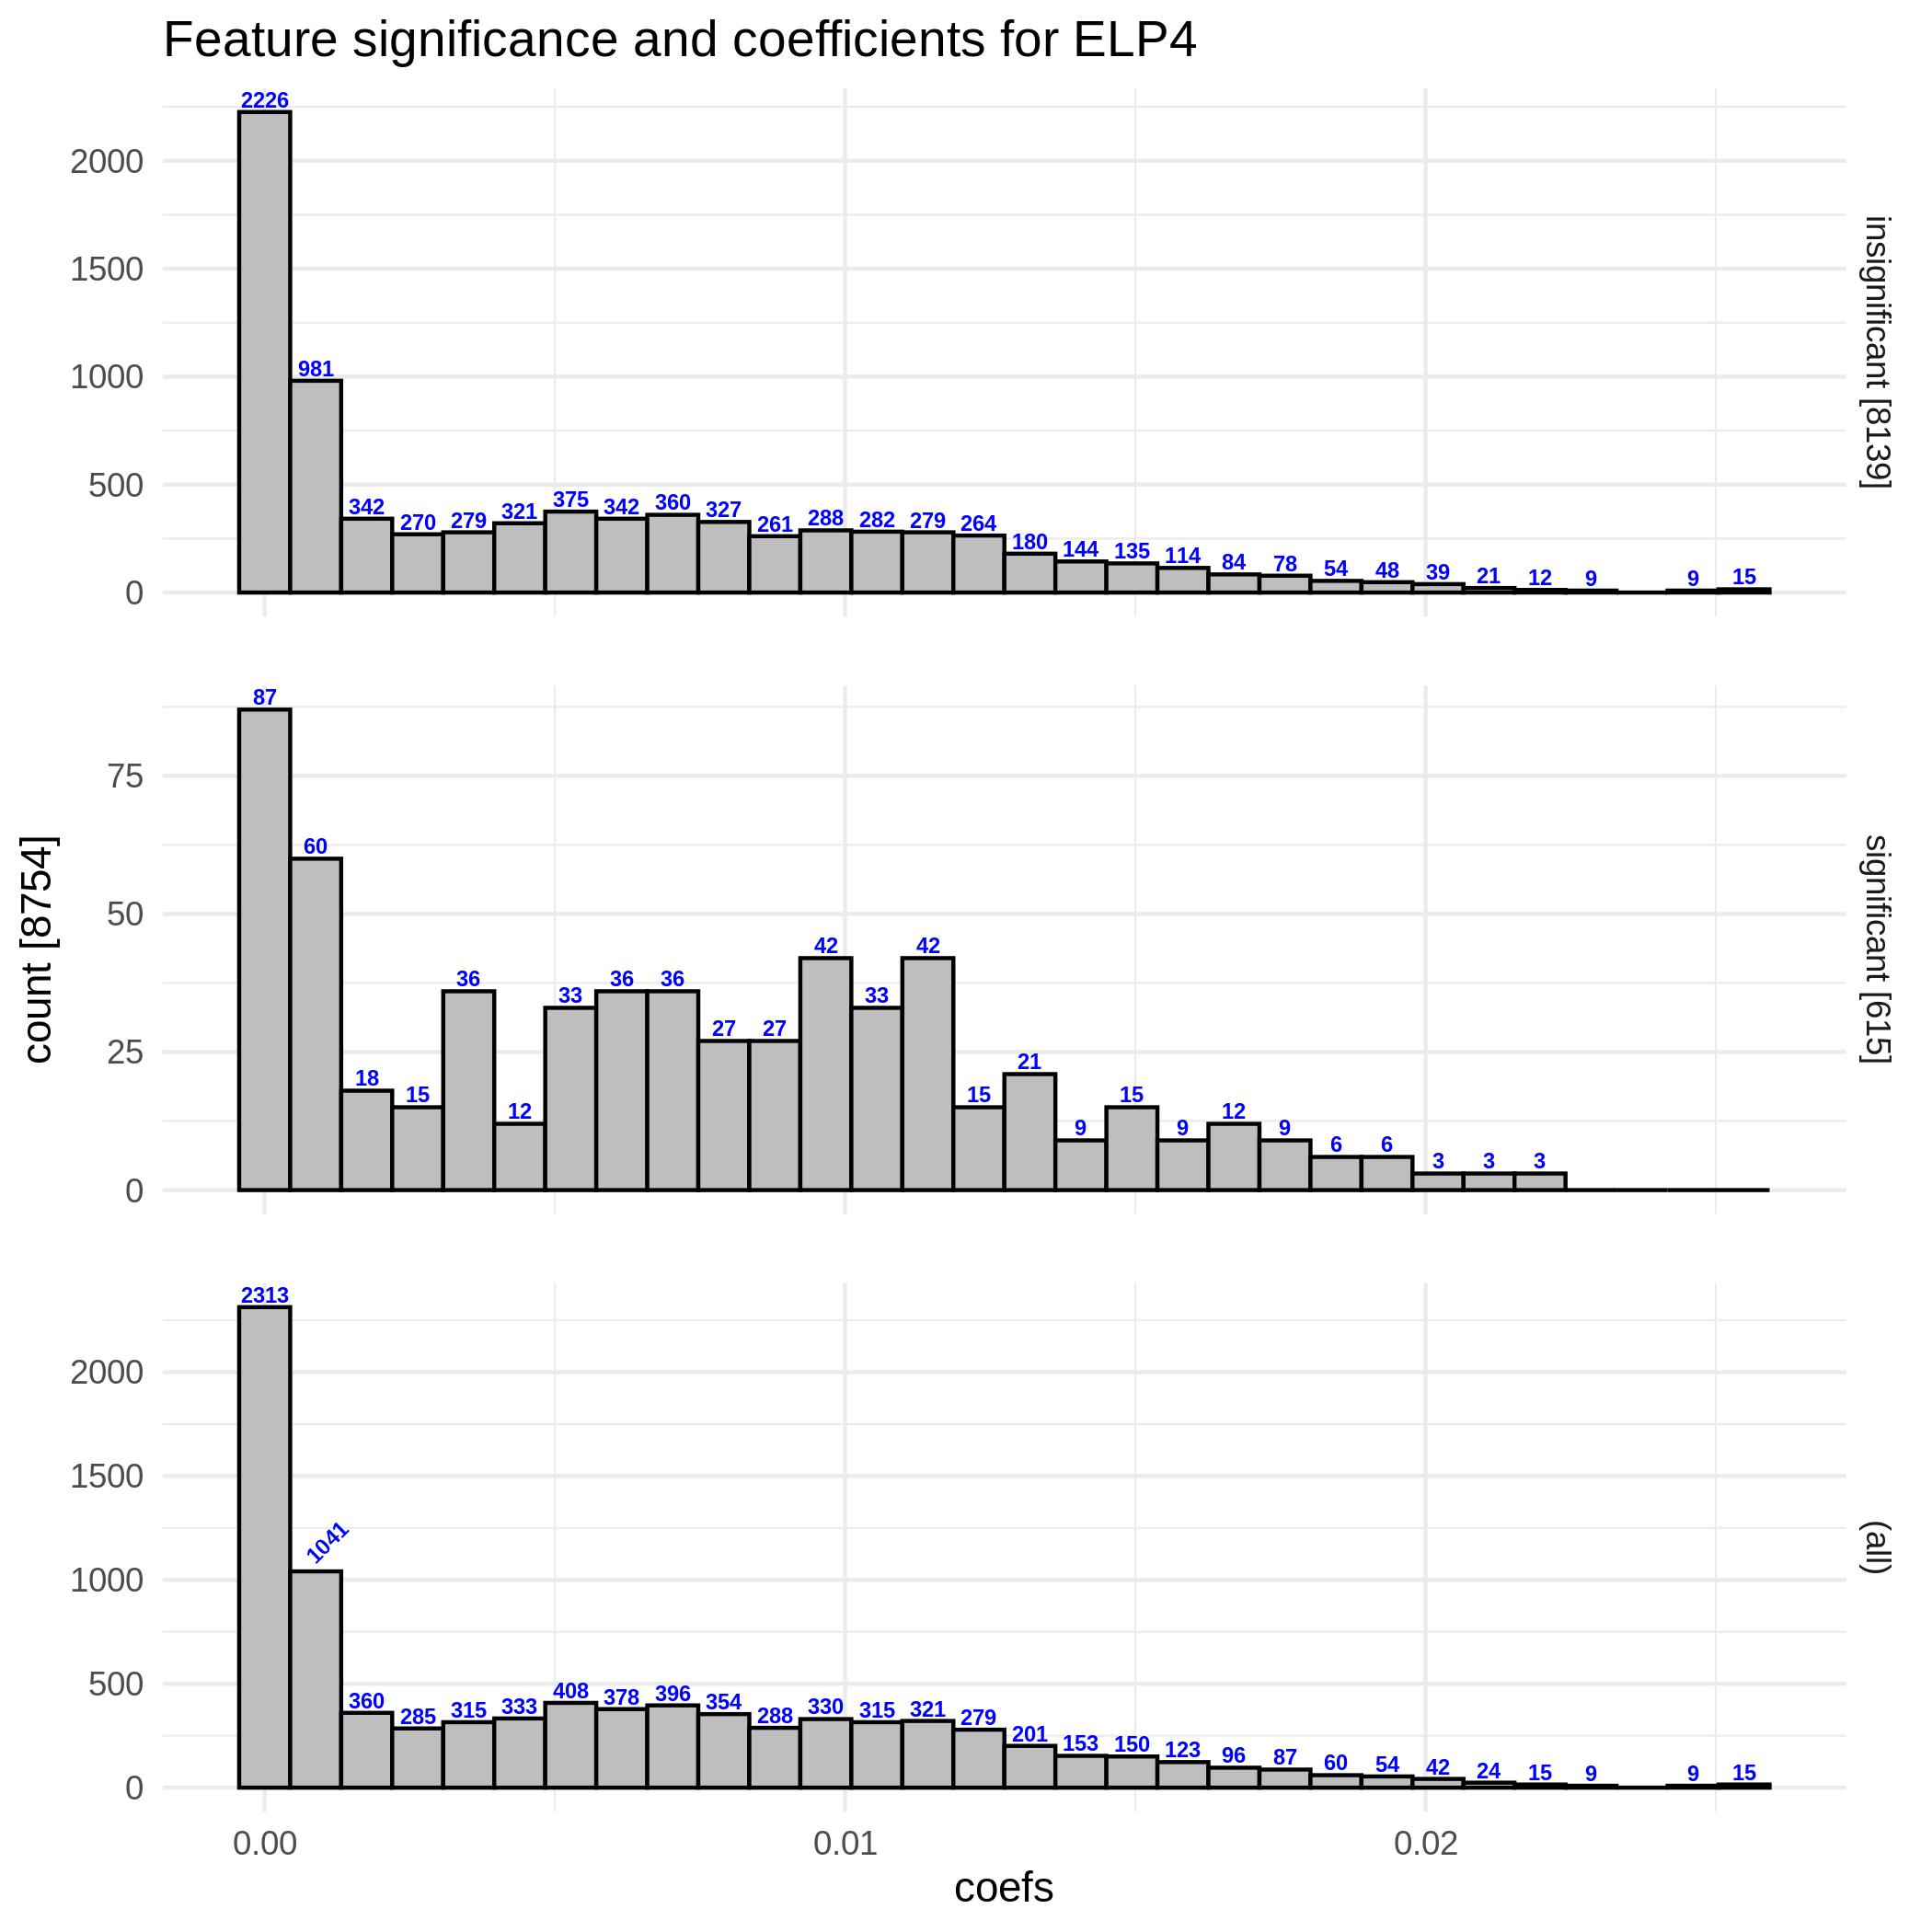 Feature significance and coefficients for ELP4
2226
981
342 270 279 321 375 342 360 327 261 288 282 279 264 180 144 135 114 84 78 54 48 39 21 12 9 9 15
2000
1500
1000
500
0
insignificant [8139]
87
60
18 15 36 12 33 36 36 27 27 42 33 42 15 21 9 15 9 12 9 6 6 3 3 3
75
50
25
0
significant [615]
count [8754]
2313
1041
360 285 315 333 408 378 396 354 288 330 315 321 279 201 153 150 123 96 87 60 54 42 24 15 9 9 15
2000
1500
1000
500
0
(all)
0.00 0.01 0.02
coefs